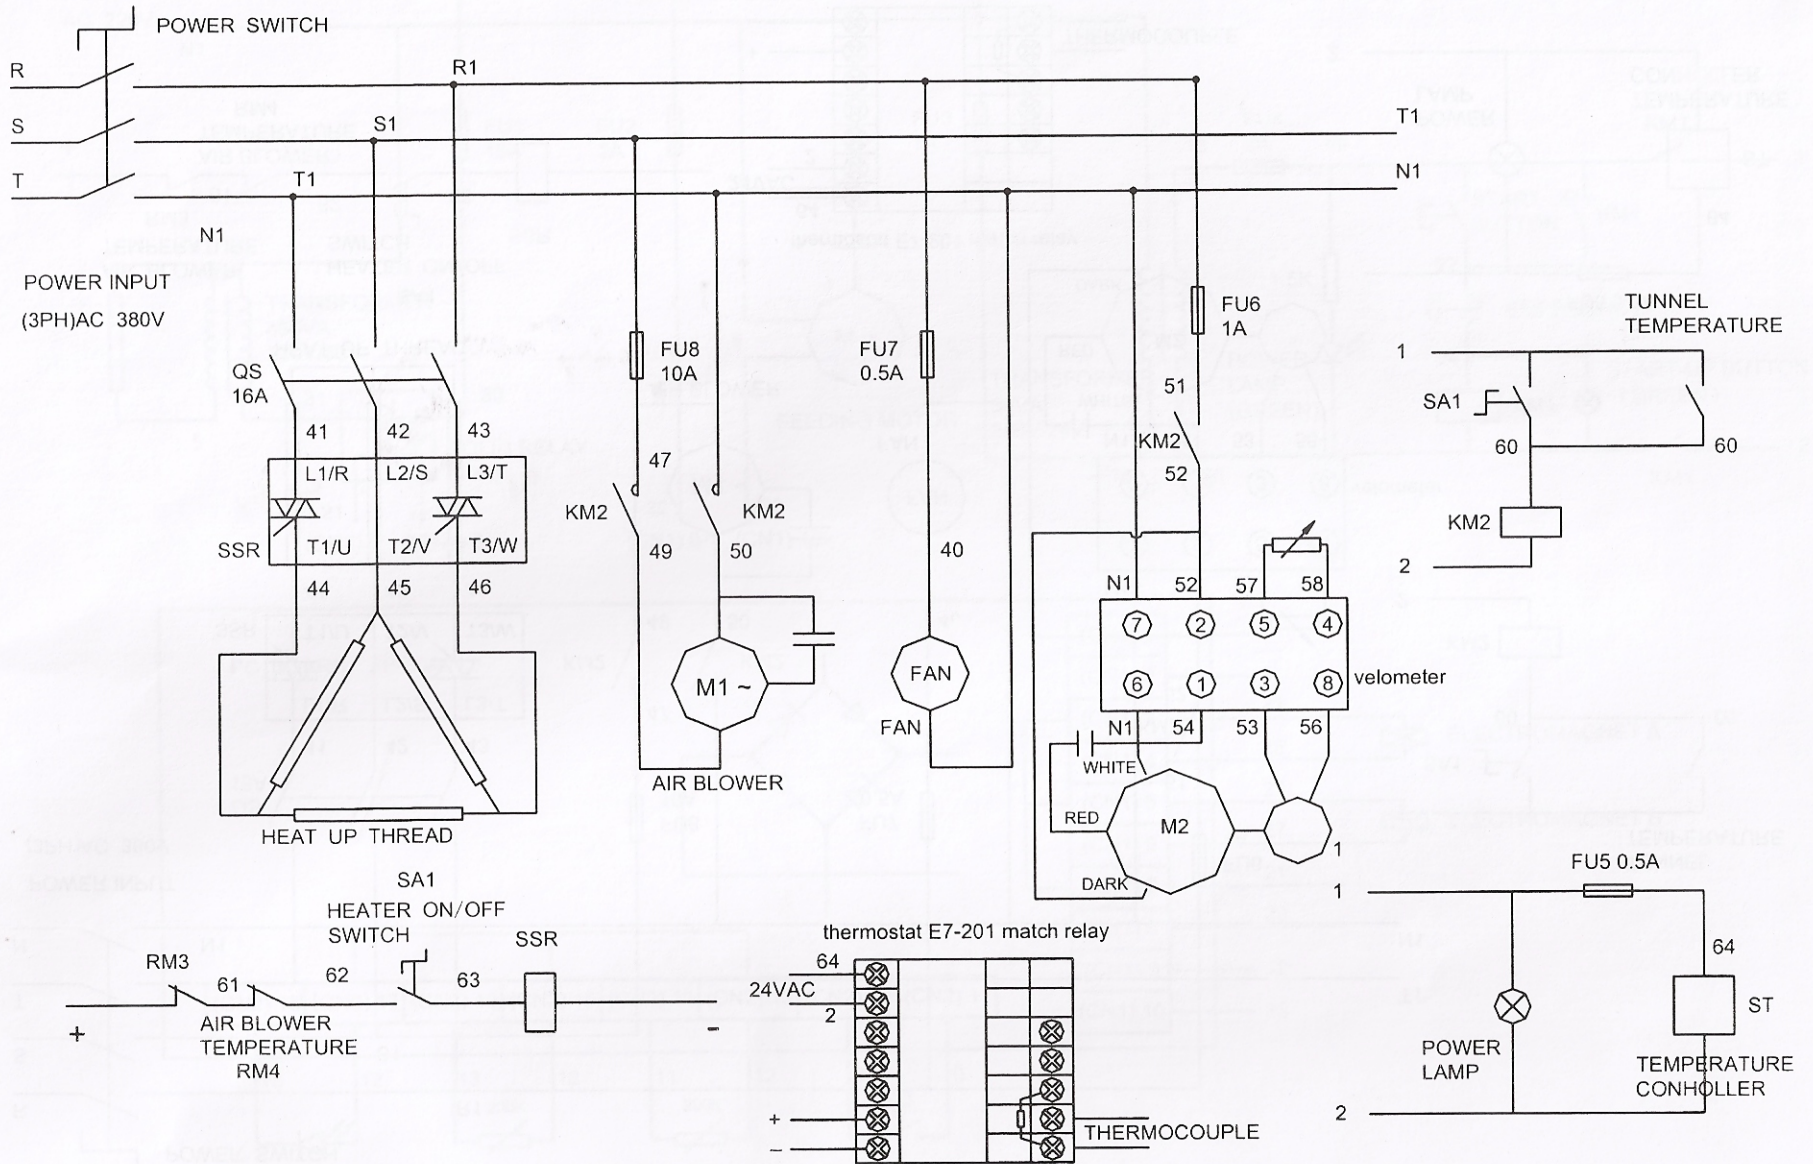 POWER SWITCH
R
R1
S
S1
T1
T
T1
N1
N1
POWER INPUT
(3PH)AC 380V
QS
16A
41
42
43
L1/R
L2/S
L3/T
SSR
T1/U
T2/V
T3/W
44
45
46
HEAT UP THREAD
FU8
10A
47
KM2
KM2
49
50
M1 ~
AIR BLOWER
FU7
0.5A
40
FAN
FAN
FU6
1A
51
KM2
52
N1
52
57
58
7
2
5
4
6
1
3
8
velometer
N1
54
53
56
WHITE
RED
M2
DARK
1
TUNNEL
TEMPERATURE
1
SA1
60
60
KM2
2
SA1
HEATER ON/OFF
SWITCH
SSR
RM3
61
62
63
+
-
AIR BLOWER
TEMPERATURE
RM4
thermostat E7-201 match relay
64
24VAC
2
+
−
THERMOCOUPLE
FU5 0.5A
1
64
ST
POWER
LAMP
TEMPERATURE
CONHOLLER
2